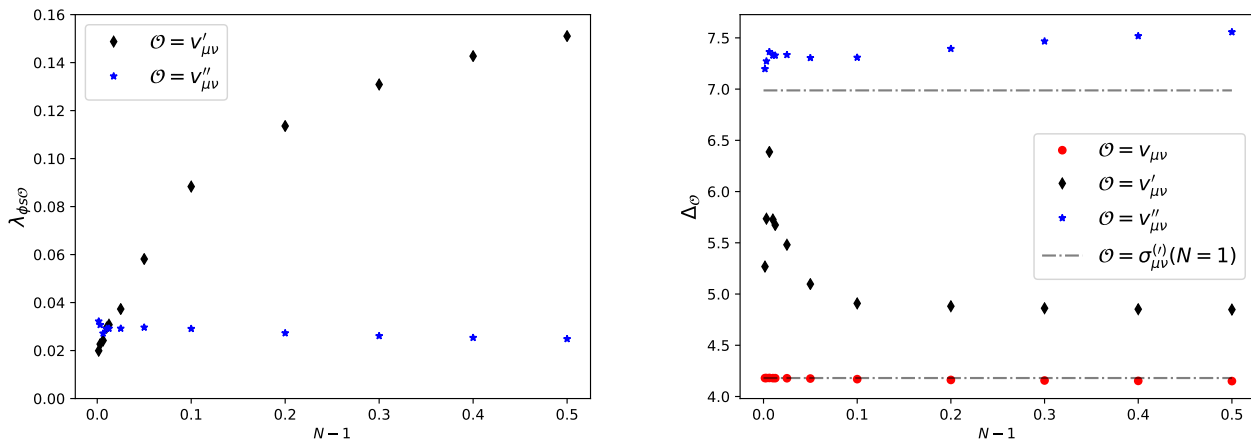 0.16
0.14
0.12
0.10
0.08
0.06
0.04
0.02
0.00
λ_{ϕs𝒪}
𝒪 = v′_{μν}
𝒪 = v″_{μν}
0.0 0.1 0.2 0.3 0.4 0.5
N − 1
7.5
7.0
6.5
6.0
5.5
5.0
4.5
4.0
Δ_𝒪
𝒪 = v_{μν}
𝒪 = v′_{μν}
𝒪 = v″_{μν}
𝒪 = σ^{(′)}_{μν}(N = 1)
0.0 0.1 0.2 0.3 0.4 0.5
N − 1